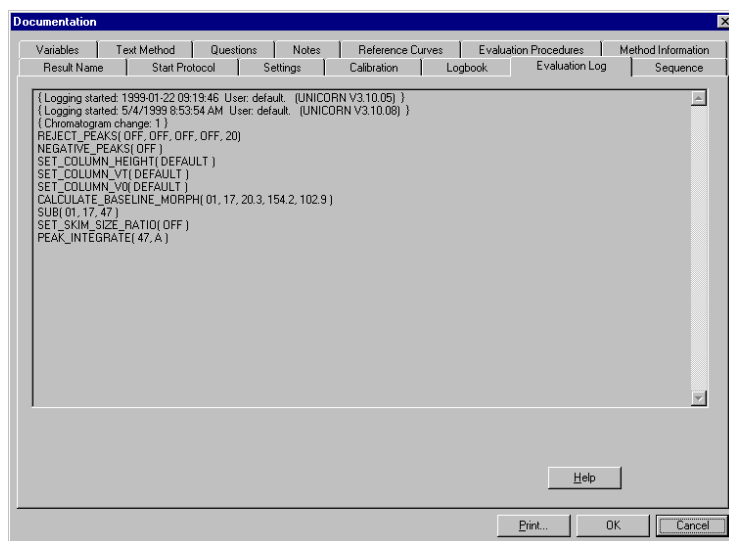 Documentation
Variables Text Method Questions Notes Reference Curves Evaluation Procedures Method Information
Result Name Start Protocol Settings Calibration Logbook Evaluation Log Sequence
{ Logging started: 1999-01-22 09:19:46 User: default. (UNICORN V3.10.05) }
{ Logging started: 5/4/1999 8:53:54 AM User: default. (UNICORN V3.10.08) }
{ Chromatogram change: 1 }
REJECT_PEAKS( OFF, OFF, OFF, OFF, 20)
NEGATIVE_PEAKS( OFF )
SET_COLUMN_HEIGHT( DEFAULT )
SET_COLUMN_VT( DEFAULT )
SET_COLUMN_V0( DEFAULT )
CALCULATE_BASELINE_MORPH( 01, 17, 20.3, 154.2, 102.9 )
SUB( 01, 17, 47 )
SET_SKIM_SIZE_RATIO( OFF )
PEAK_INTEGRATE( 47, A )
Help
Print... OK Cancel